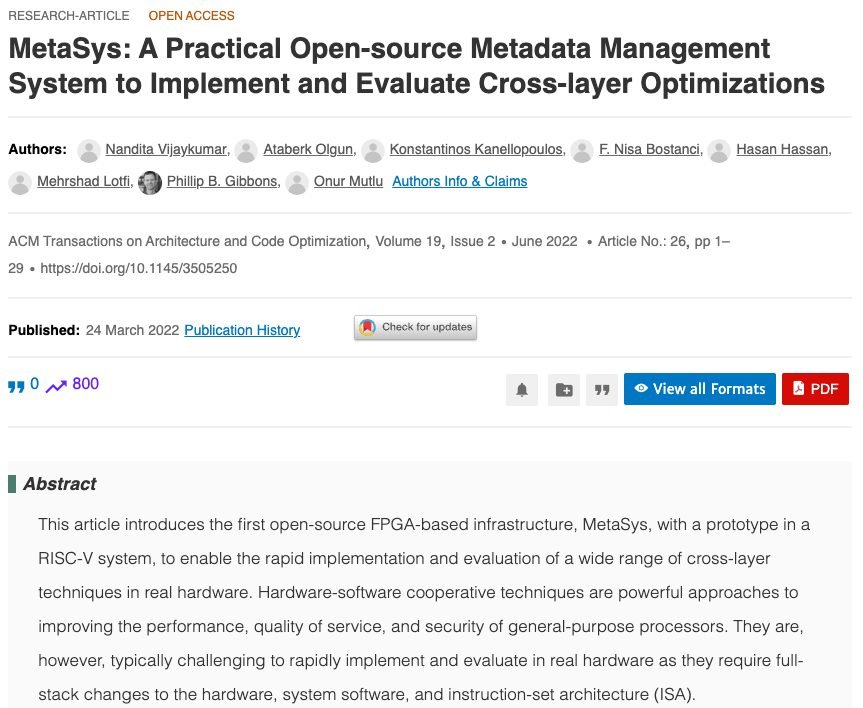 RESEARCH-ARTICLE OPEN ACCESS
MetaSys: A Practical Open-source Metadata Management
System to Implement and Evaluate Cross-layer Optimizations
Authors: Nandita Vijaykumar, Ataberk Olgun, Konstantinos Kanellopoulos, F. Nisa Bostanci, Hasan Hassan,
Mehrshad Lotfi, Phillip B. Gibbons, Onur Mutlu Authors Info & Claims
ACM Transactions on Architecture and Code Optimization, Volume 19, Issue 2 • June 2022 • Article No.: 26, pp 1–
29 • https://doi.org/10.1145/3505250
Published: 24 March 2022 Publication History Check for updates
0 800 View all Formats PDF
Abstract
This article introduces the first open-source FPGA-based infrastructure, MetaSys, with a prototype in a
RISC-V system, to enable the rapid implementation and evaluation of a wide range of cross-layer
techniques in real hardware. Hardware-software cooperative techniques are powerful approaches to
improving the performance, quality of service, and security of general-purpose processors. They are,
however, typically challenging to rapidly implement and evaluate in real hardware as they require full-
stack changes to the hardware, system software, and instruction-set architecture (ISA).